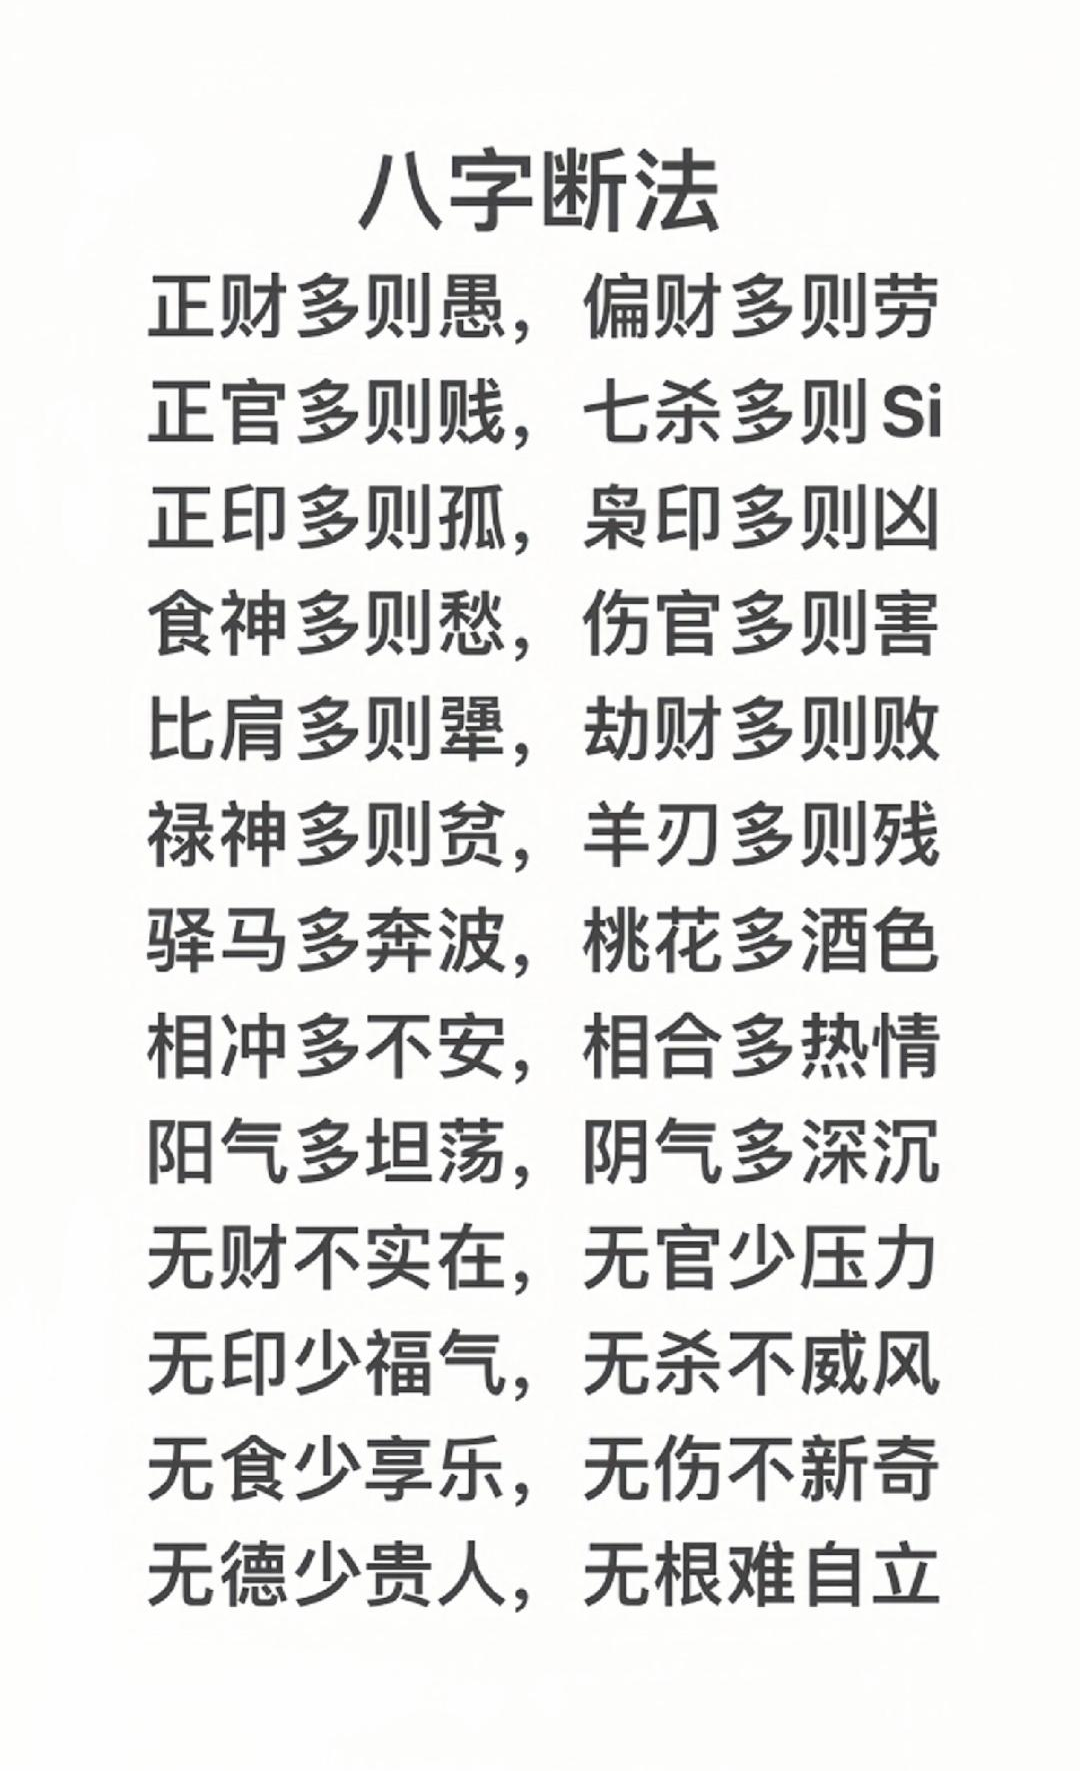 八字断法
正财多则愚，偏财多则劳
正官多则贱，七杀多则Si
正印多则孤，枭印多则凶
食神多则愁，伤官多则害
比肩多则犟，劫财多则败
禄神多则贫，羊刃多则残
驿马多奔波，桃花多酒色
相冲多不安，相合多热情
阳气多坦荡，阴气多深沉
无财不实在，无官少压力
无印少福气，无杀不威风
无食少享乐，无伤不新奇
无德少贵人，无根难自立